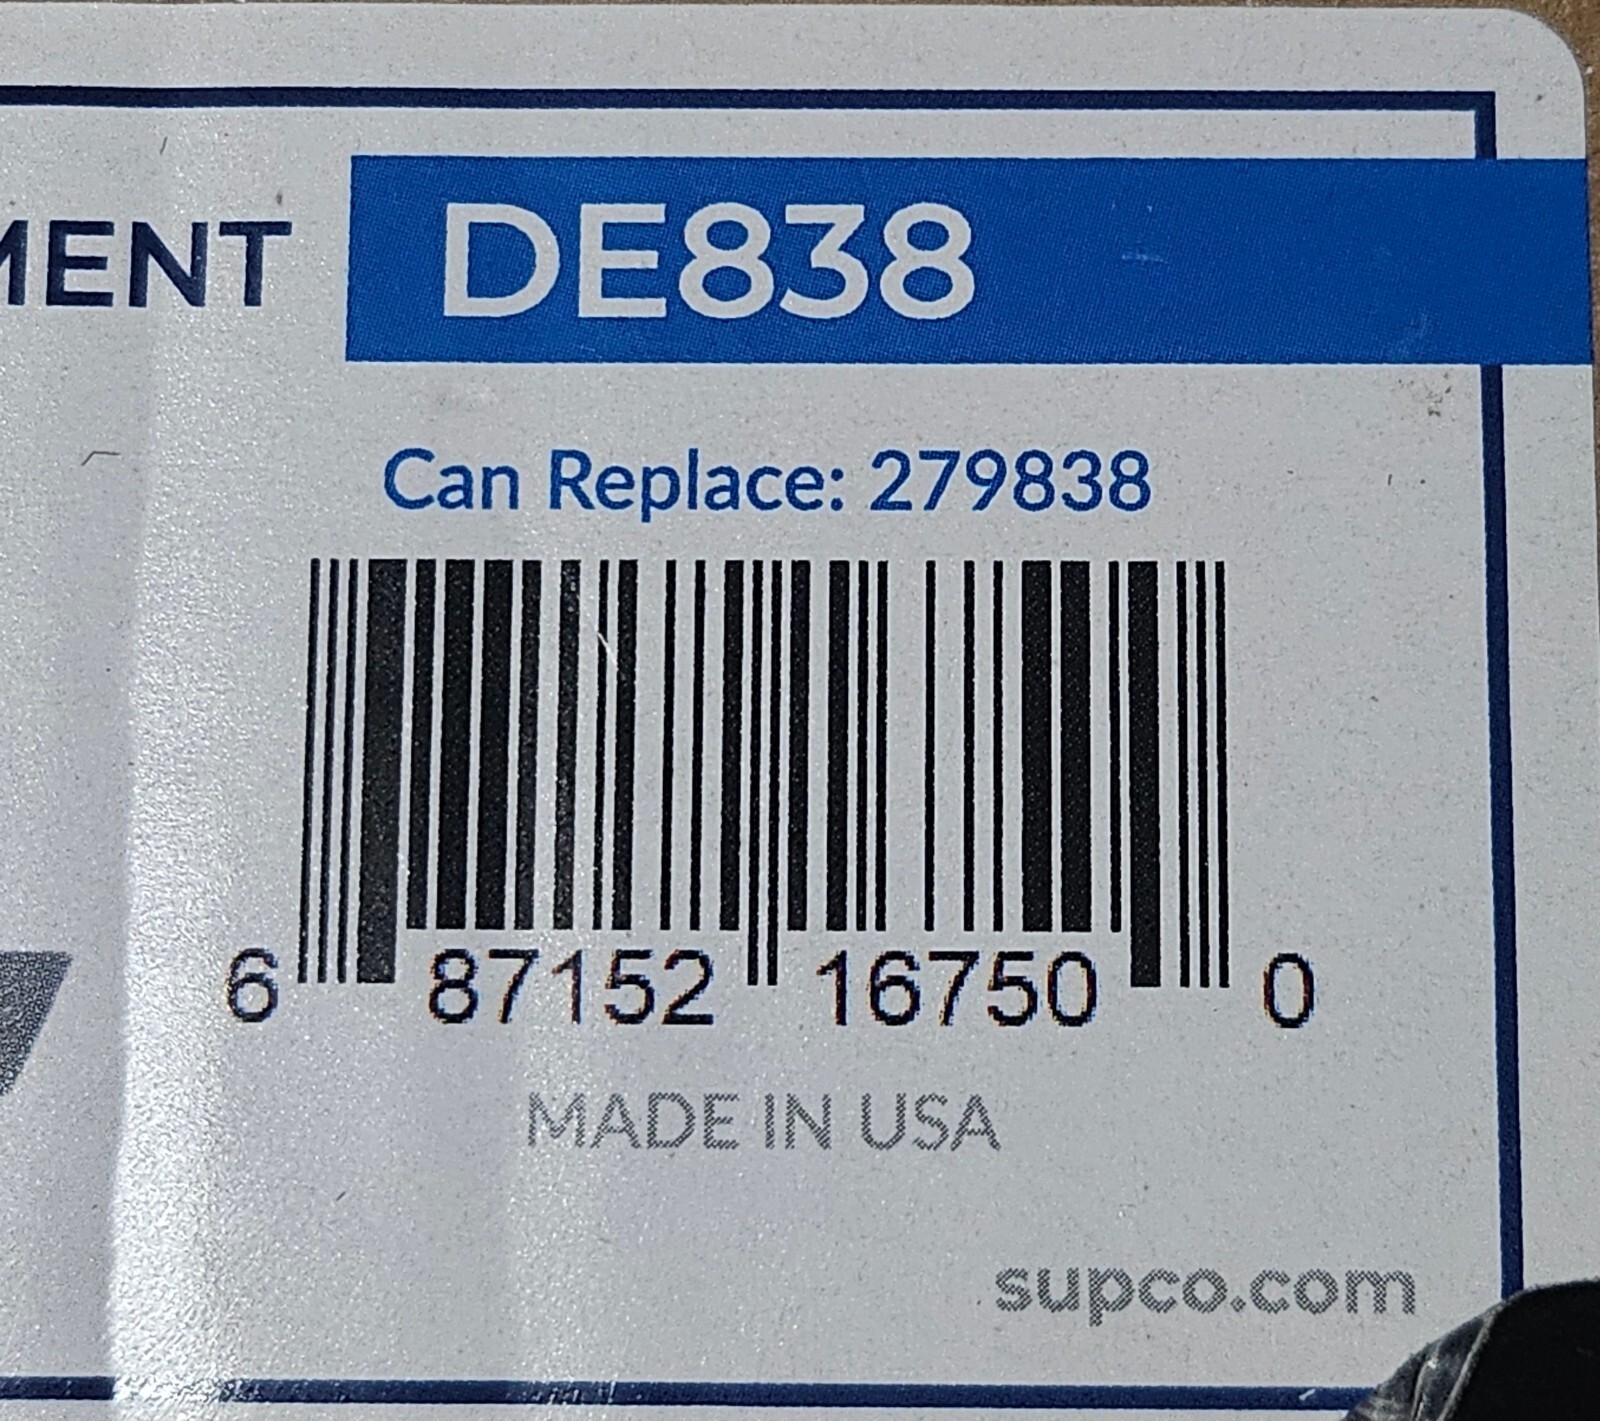 MENT DE838
Can Replace: 279838
6 87152 16750 0
MADE IN USA
supco.com